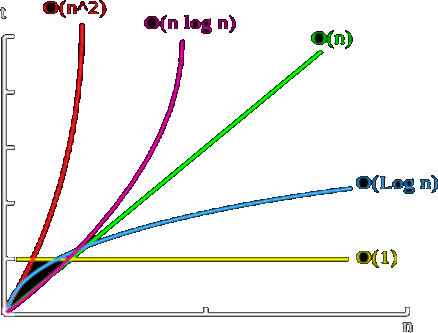 t
●(n^2)
●(n log n)
●(n)
●(Log n)
●(1)
n